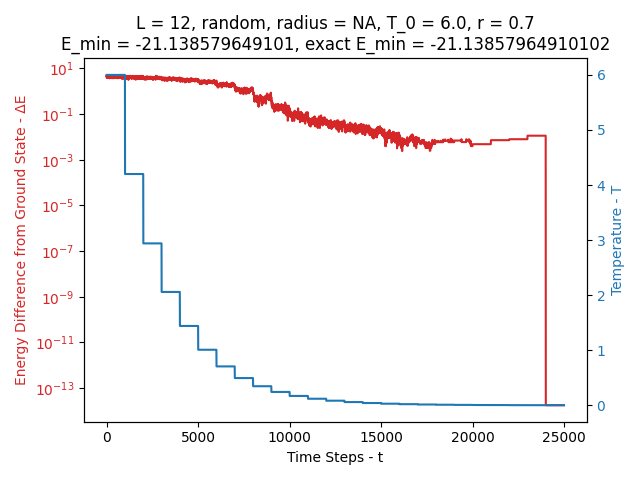 L = 12, random, radius = NA, T_0 = 6.0, r = 0.7
E_min = -21.138579649101, exact E_min = -21.13857964910102
Energy Difference from Ground State - ΔE
10¹
10⁻¹
10⁻³
10⁻⁵
10⁻⁷
10⁻⁹
10⁻¹¹
10⁻¹³
6
5
4
3
2
1
0
Temperature - T
0 5000 10000 15000 20000 25000
Time Steps - t